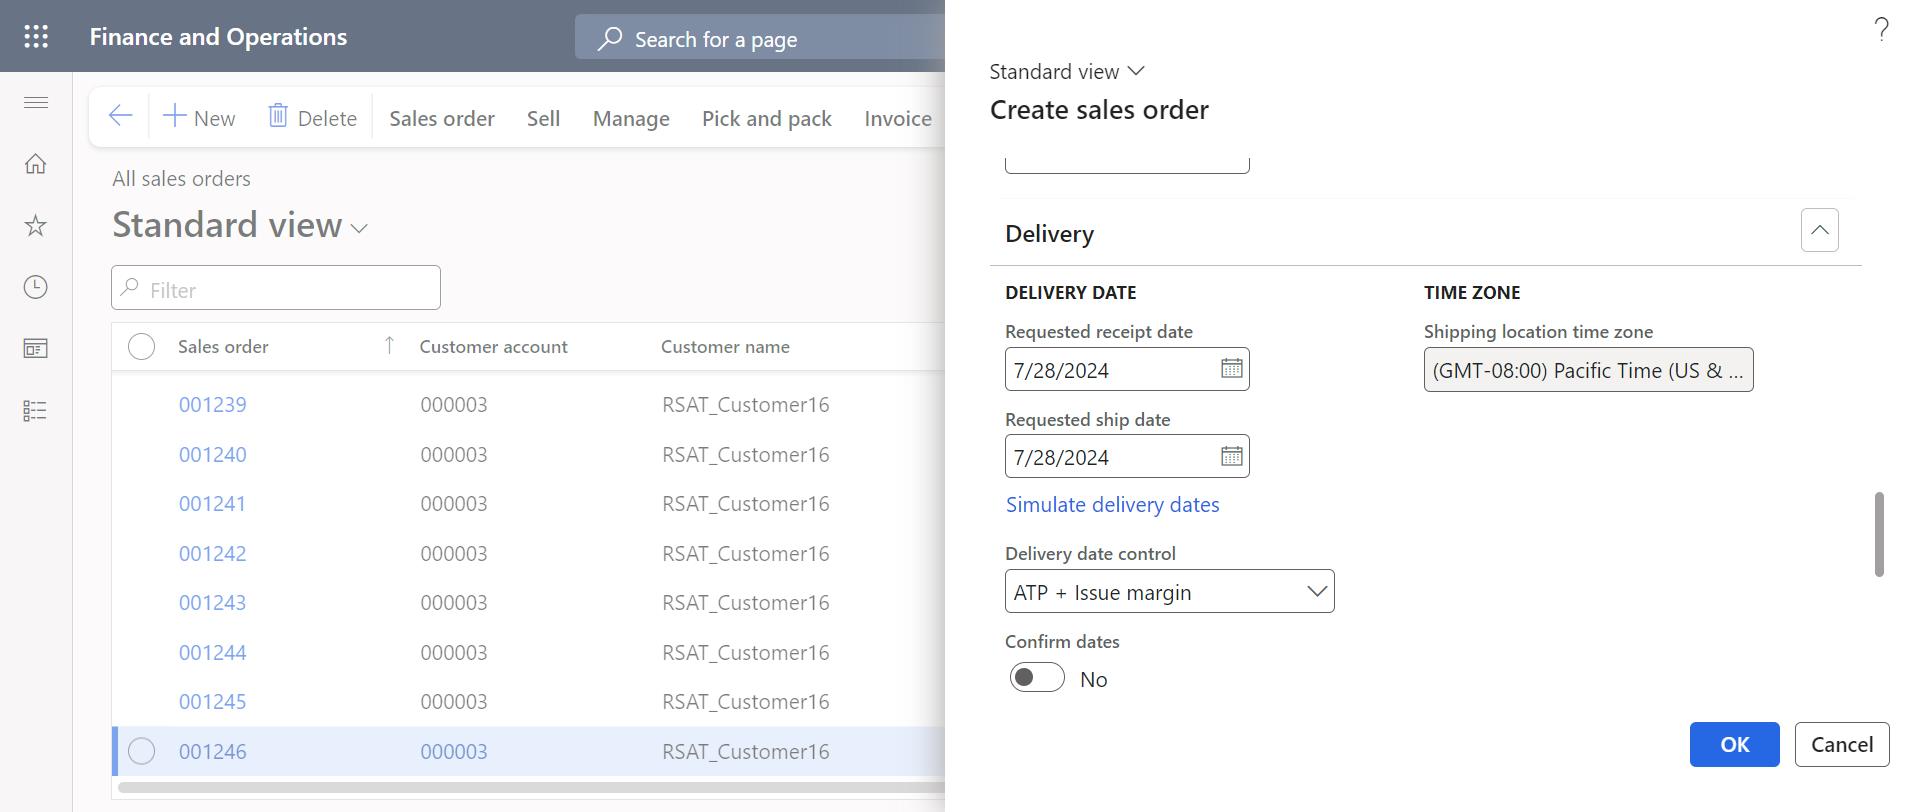 Finance and Operations
Search for a page
?
New
Delete
Sales order
Sell
Manage
Pick and pack
Invoice
All sales orders
Standard view
Filter
Sales order
Customer account
Customer name
001239 000003 RSAT_Customer16
001240 000003 RSAT_Customer16
001241 000003 RSAT_Customer16
001242 000003 RSAT_Customer16
001243 000003 RSAT_Customer16
001244 000003 RSAT_Customer16
001245 000003 RSAT_Customer16
001246 000003 RSAT_Customer16
Standard view
Create sales order
Delivery
DELIVERY DATE
Requested receipt date
7/28/2024
Requested ship date
7/28/2024
Simulate delivery dates
Delivery date control
ATP + Issue margin
Confirm dates
No
TIME ZONE
Shipping location time zone
(GMT-08:00) Pacific Time (US & ...
OK
Cancel